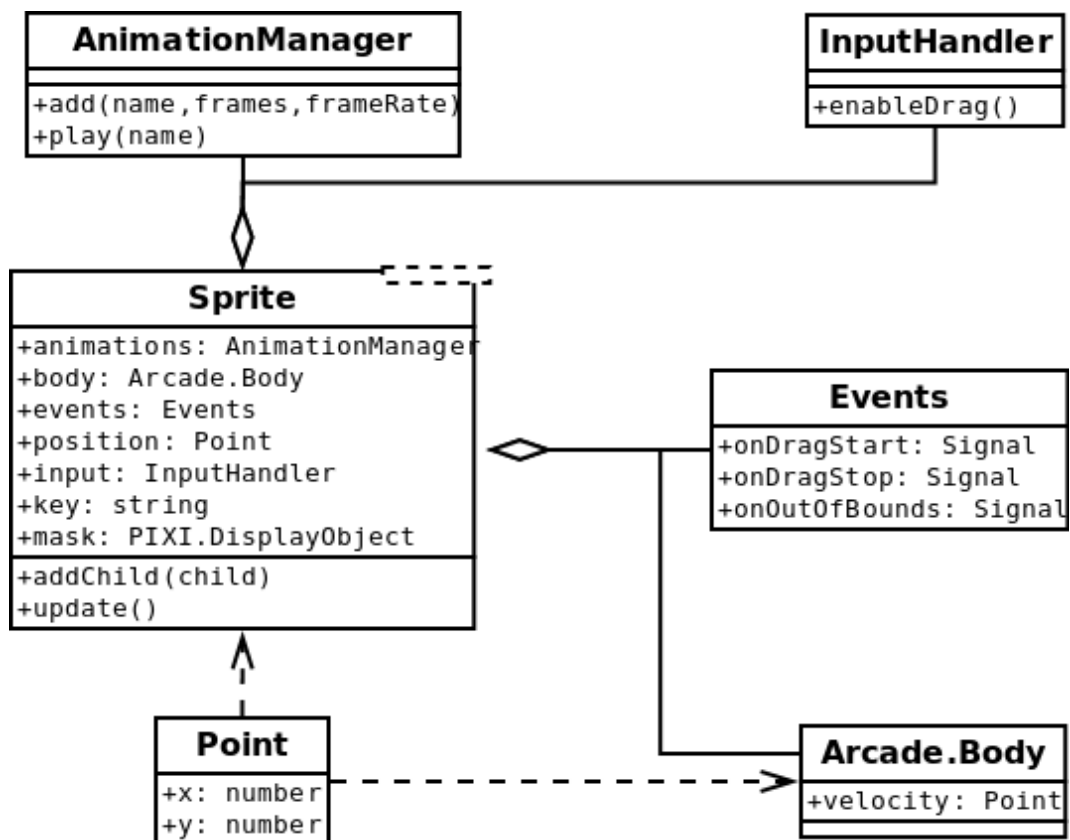 AnimationManager
+add(name,frames,frameRate)
+play(name)
InputHandler
+enableDrag()
Sprite
+animations: AnimationManager
+body: Arcade.Body
+events: Events
+position: Point
+input: InputHandler
+key: string
+mask: PIXI.DisplayObject
+addChild(child)
+update()
Events
+onDragStart: Signal
+onDragStop: Signal
+onOutOfBounds: Signal
Point
+x: number
+y: number
Arcade.Body
+velocity: Point